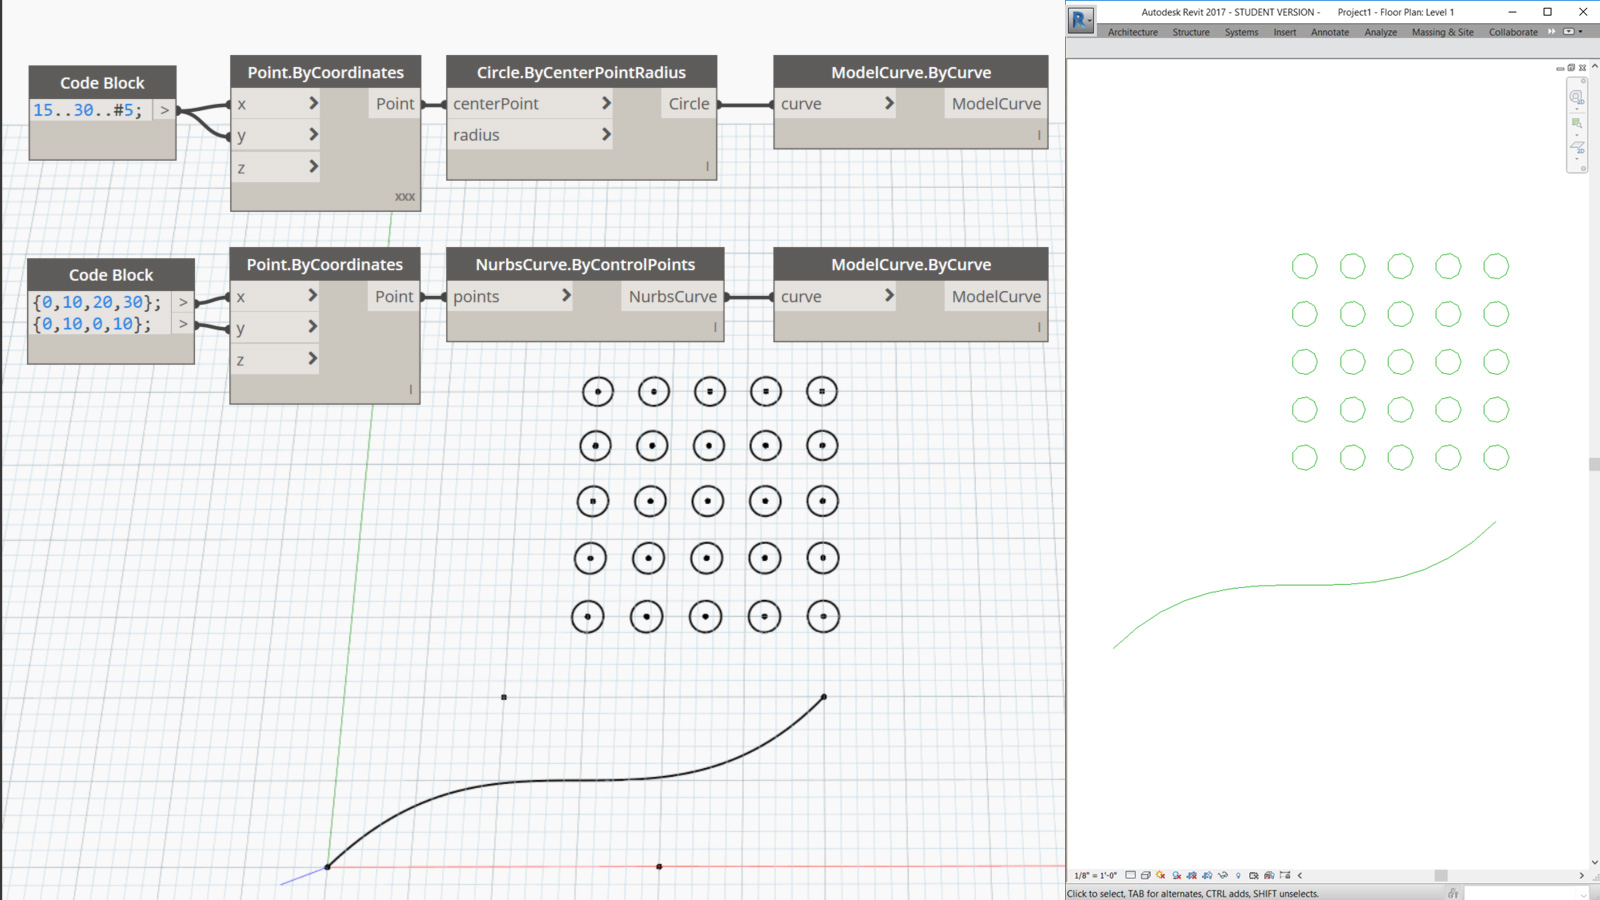 Code Block
15..30..#5; >
Point.ByCoordinates
x
y
z
Point
xxx
Circle.ByCenterPointRadius
centerPoint
radius
Circle
l
ModelCurve.ByCurve
curve
ModelCurve
l
Code Block
{0,10,20,30}; >
{0,10,0,10}; >
Point.ByCoordinates
x
y
z
Point
l
NurbsCurve.ByControlPoints
points
NurbsCurve
l
ModelCurve.ByCurve
curve
ModelCurve
l
R
Autodesk Revit 2017 - STUDENT VERSION - Project1 - Floor Plan: Level 1
Architecture Structure Systems Insert Annotate Analyze Massing & Site Collaborate
1/8" = 1'-0"
Click to select, TAB for alternates, CTRL adds, SHIFT unselects.